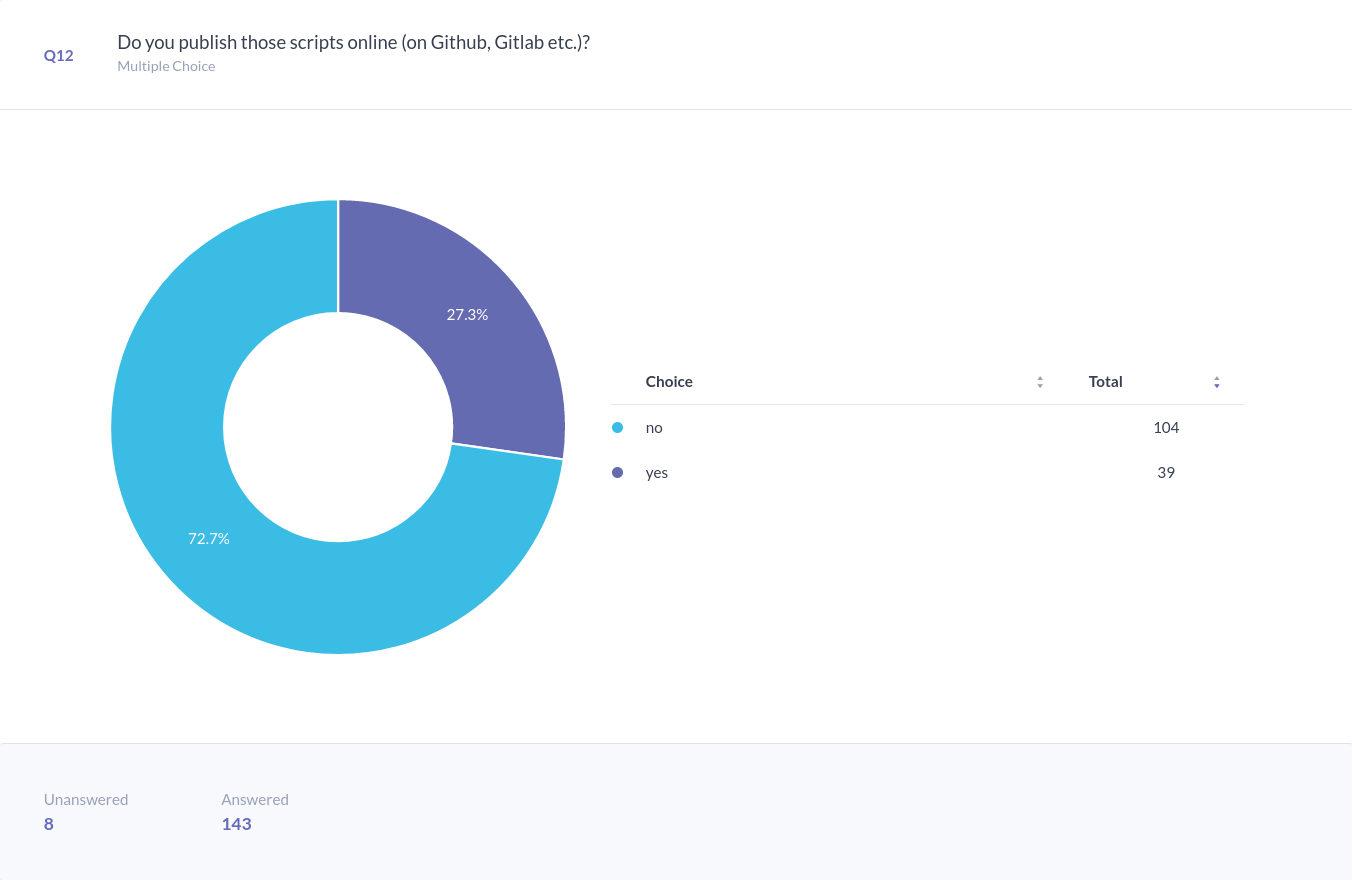 Q12
Do you publish those scripts online (on Github, Gitlab etc.)?
Multiple Choice
27.3%
72.7%
Choice Total
no 104
yes 39
Unanswered Answered
8 143